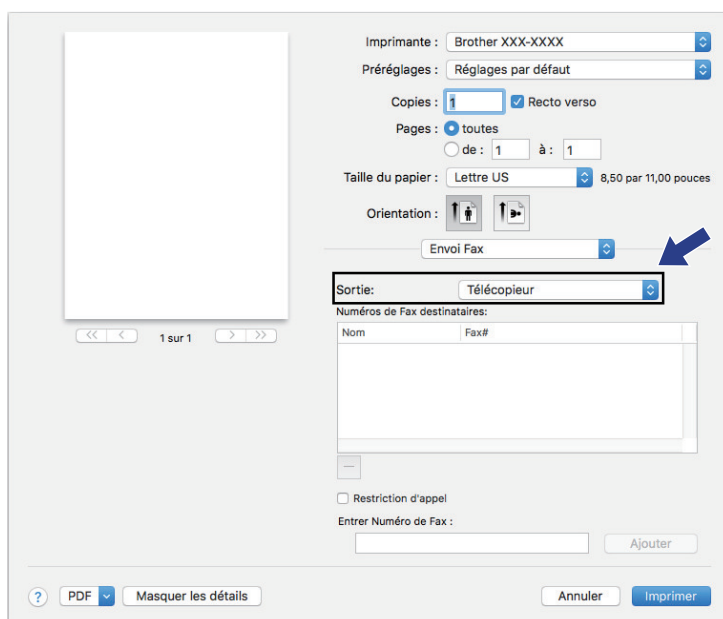 Imprimante : Brother XXX-XXXX
Préréglages : Réglages par défaut
Copies : 1 Recto verso
Pages : toutes
de : 1 à : 1
Taille du papier : Lettre US 8,50 par 11,00 pouces
Orientation :
Envoi Fax
Sortie: Télécopieur
Numéros de Fax destinataires:
Nom Fax#
1 sur 1
Restriction d'appel
Entrer Numéro de Fax :
Ajouter
? PDF Masquer les détails Annuler Imprimer